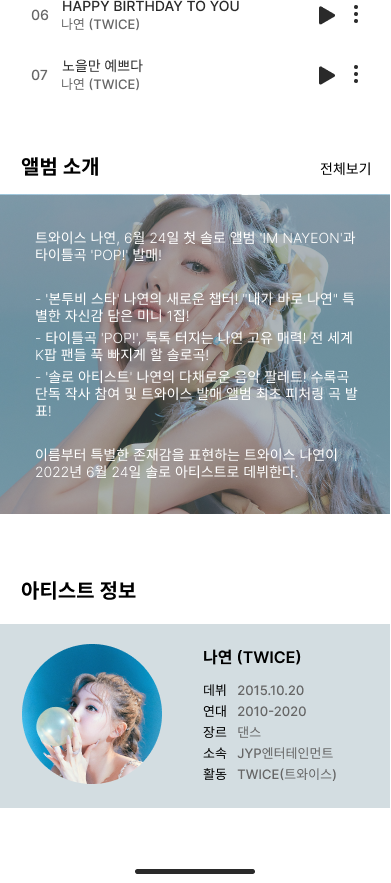 06 HAPPY BIRTHDAY TO YOU
나연 (TWICE)
07 노을만 예쁘다
나연 (TWICE)
앨범 소개
전체보기
트와이스 나연, 6월 24일 첫 솔로 앨범 'IM NAYEON'과
타이틀곡 'POP!' 발매!
- '본투비 스타' 나연의 새로운 챕터! "내가 바로 나연" 특
별한 자신감 담은 미니 1집!
- 타이틀곡 'POP!', 톡톡 터지는 나연 고유 매력! 전 세계
K팝 팬들 푹 빠지게 할 솔로곡!
- '솔로 아티스트' 나연의 다채로운 음악 팔레트! 수록곡
단독 작사 참여 및 트와이스 발매 앨범 최초 피처링 곡 발
표!
이름부터 특별한 존재감을 표현하는 트와이스 나연이
2022년 6월 24일 솔로 아티스트로 데뷔한다.
아티스트 정보
나연 (TWICE)
데뷔 2015.10.20
연대 2010-2020
장르 댄스
소속 JYP엔터테인먼트
활동 TWICE(트와이스)